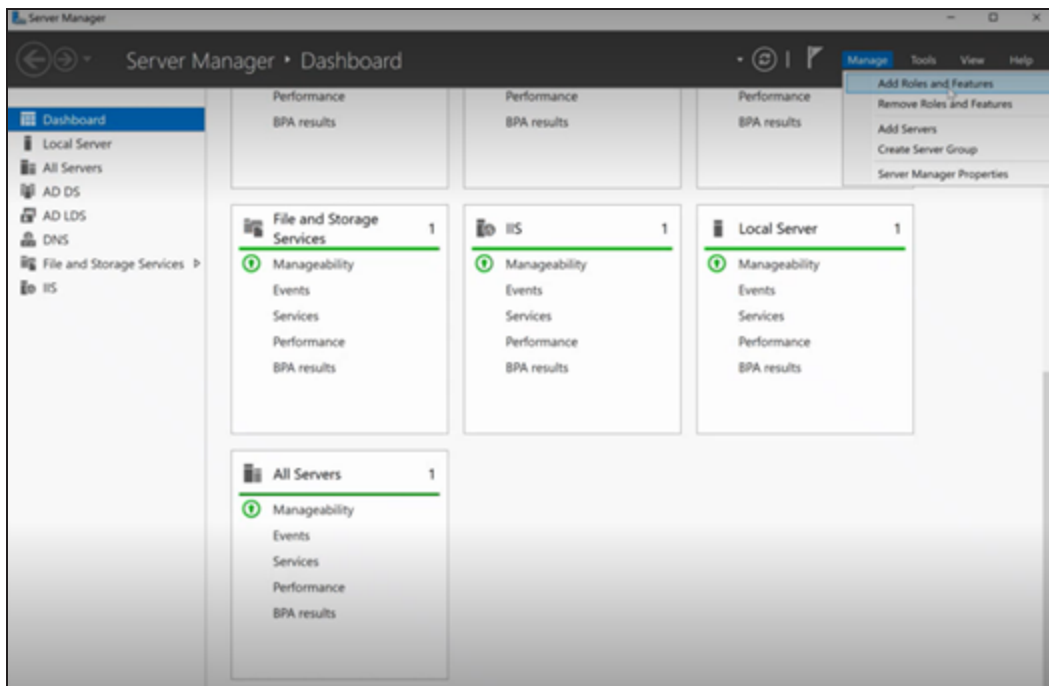 Server Manager
Server Manager • Dashboard
Manage Tools View Help
Add Roles and Features
Remove Roles and Features
Add Servers
Create Server Group
Server Manager Properties
Dashboard
Local Server
All Servers
AD DS
AD LDS
DNS
File and Storage Services
IIS
Performance
BPA results
Performance
BPA results
Performance
BPA results
File and Storage Services 1
Manageability
Events
Services
Performance
BPA results
IIS 1
Manageability
Events
Services
Performance
BPA results
Local Server 1
Manageability
Events
Services
Performance
BPA results
All Servers 1
Manageability
Events
Services
Performance
BPA results